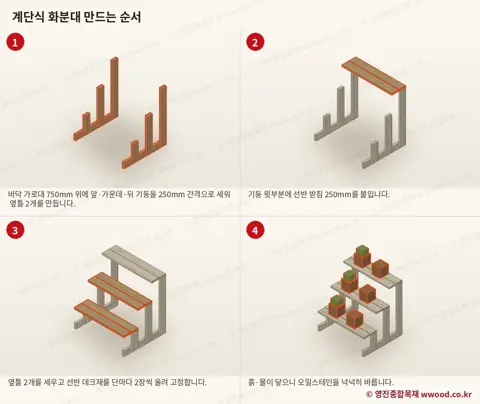 계단식 화분대 만드는 순서
1
2
바닥 가로대 750mm 위에 앞·가운데·뒤 기둥을 250mm 간격으로 세워
옆틀 2개를 만듭니다.
기둥 윗부분에 선반 받침 250mm를 붙입니다.
3
4
옆틀 2개를 세우고 선반 데크재를 단마다 2장씩 올려 고정합니다.
흙·물이 닿으니 오일스테인을 넉넉히 바릅니다.
© 영진종합목재 wwood.co.kr